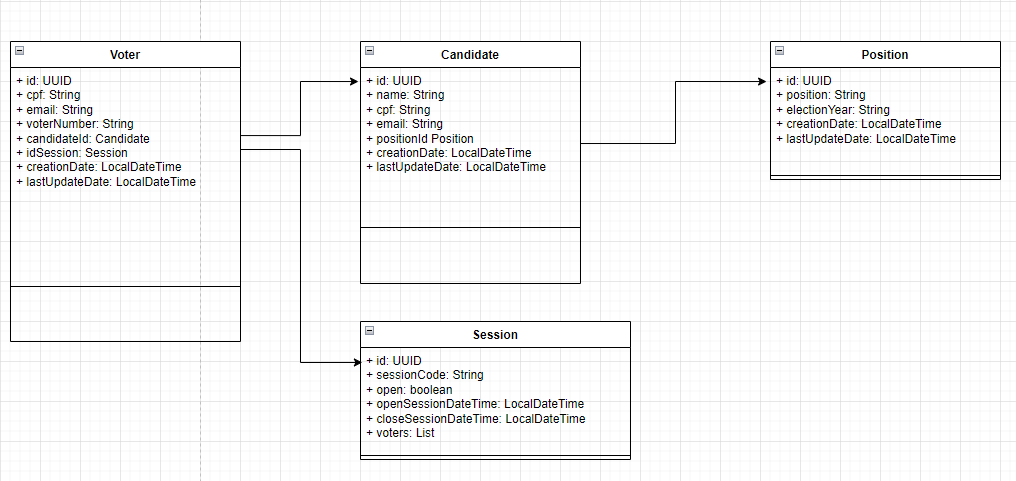 Voter
+ id: UUID
+ cpf: String
+ email: String
+ voterNumber: String
+ candidateId: Candidate
+ idSession: Session
+ creationDate: LocalDateTime
+ lastUpdateDate: LocalDateTime
Candidate
+ id: UUID
+ name: String
+ cpf: String
+ email: String
+ positionId Position
+ creationDate: LocalDateTime
+ lastUpdateDate: LocalDateTime
Position
+ id: UUID
+ position: String
+ electionYear: String
+ creationDate: LocalDateTime
+ lastUpdateDate: LocalDateTime
Session
+ id: UUID
+ sessionCode: String
+ open: boolean
+ openSessionDateTime: LocalDateTime
+ closeSessionDateTime: LocalDateTime
+ voters: List